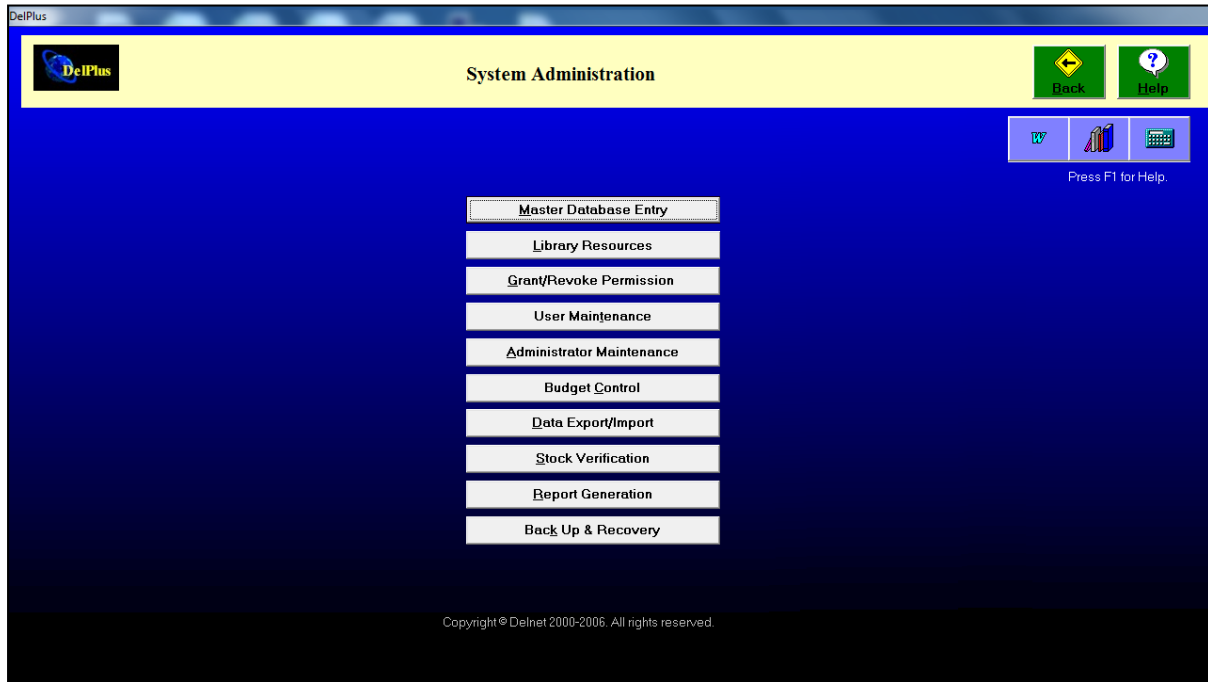 DelPlus
DelPlus
System Administration
Back
Help
W
Press F1 for Help.
Master Database Entry
Library Resources
Grant/Revoke Permission
User Maintenance
Administrator Maintenance
Budget Control
Data Export/Import
Stock Verification
Report Generation
Back Up & Recovery
Copyright © Delnet 2000-2006. All rights reserved.